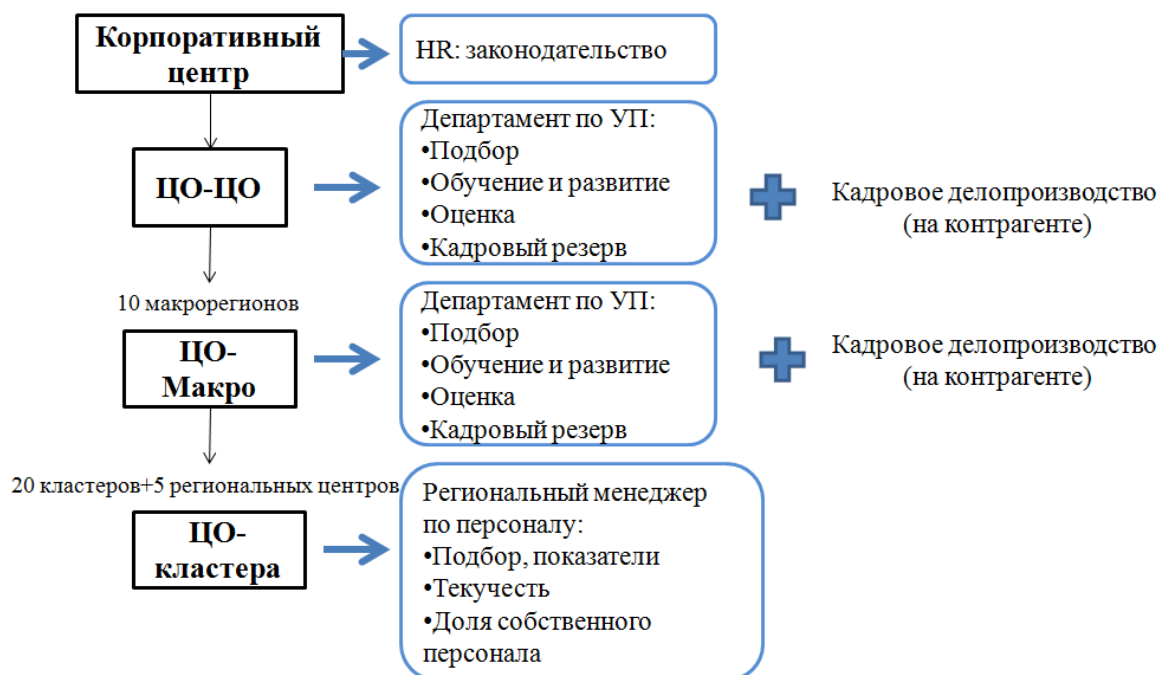 Корпоративный
центр
HR: законодательство
ЦО-ЦО
Департамент по УП:
•Подбор
•Обучение и развитие
•Оценка
•Кадровый резерв
Кадровое делопроизводство
(на контрагенте)
10 макрорегионов
ЦО-
Макро
Департамент по УП:
•Подбор
•Обучение и развитие
•Оценка
•Кадровый резерв
Кадровое делопроизводство
(на контрагенте)
20 кластеров+5 региональных центров
ЦО-
кластера
Региональный менеджер
по персоналу:
•Подбор, показатели
•Текучесть
•Доля собственного
персонала